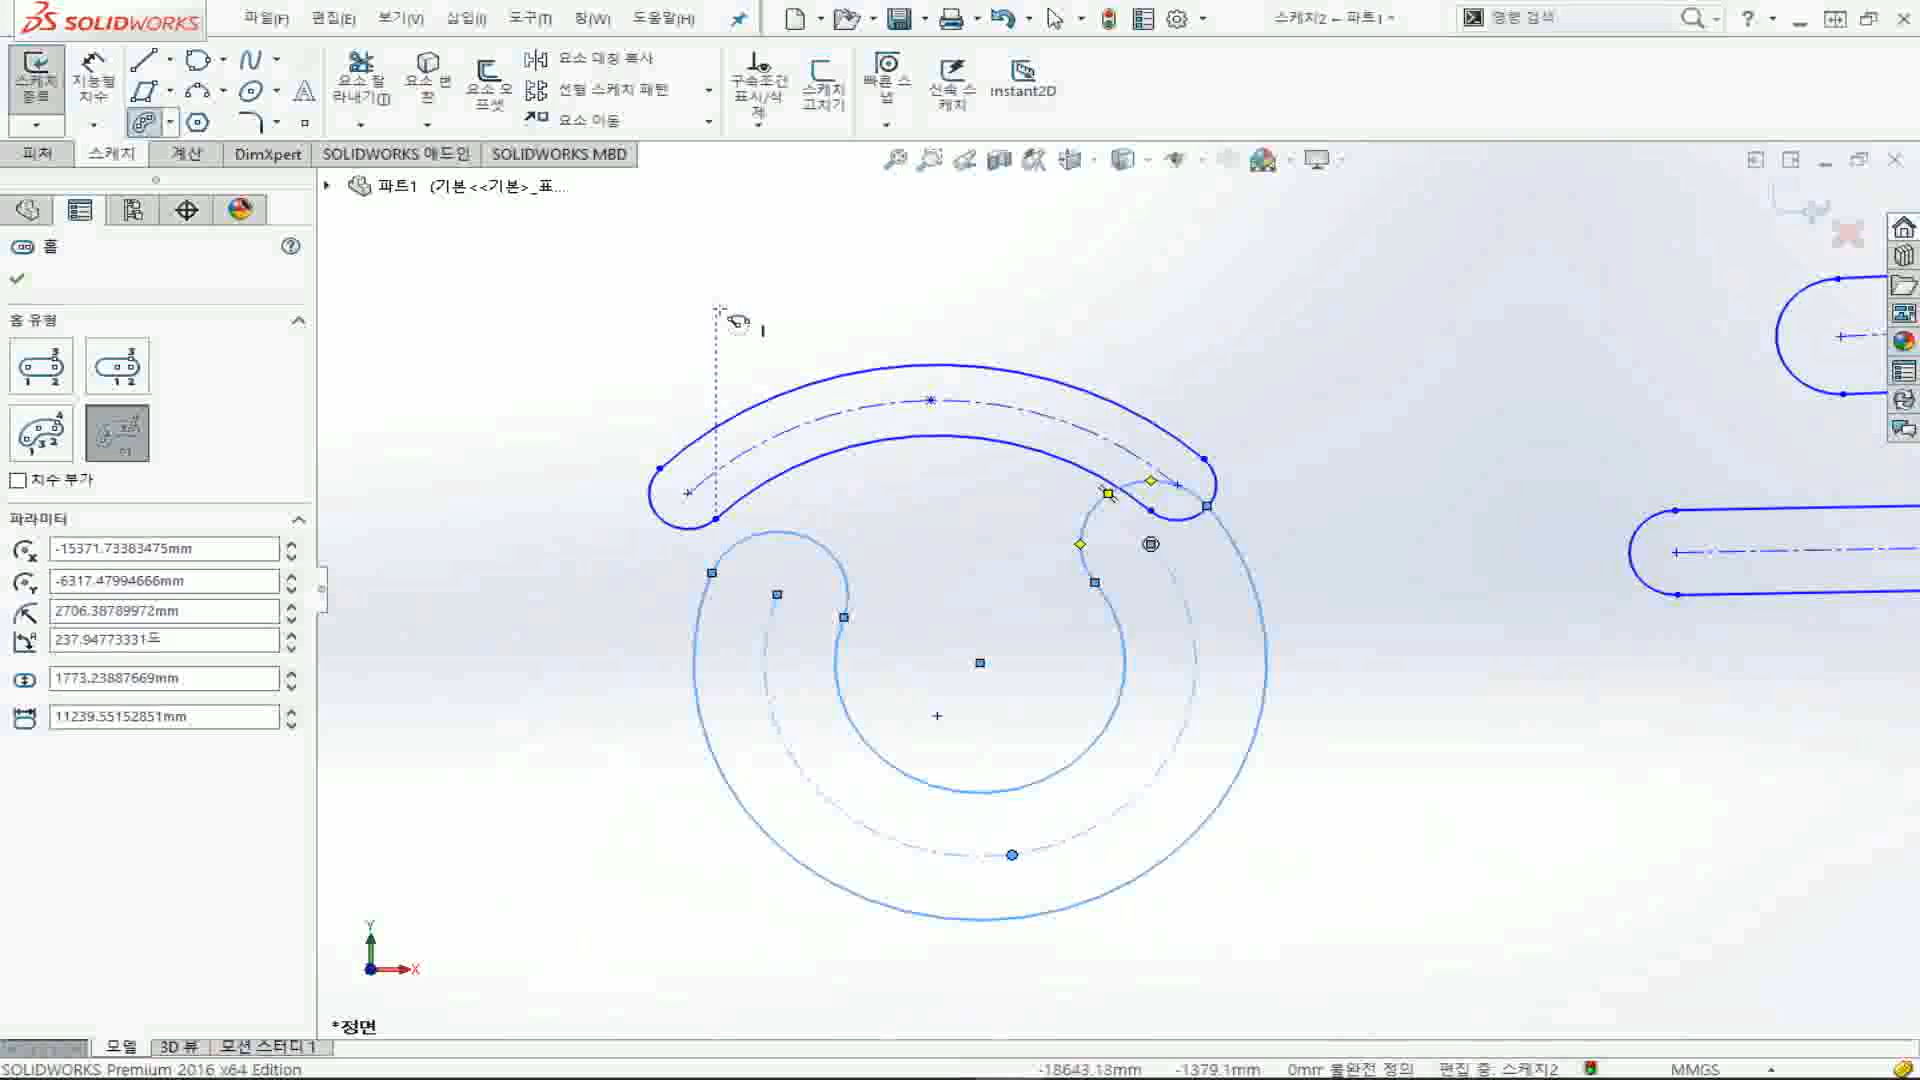 SOLIDWORKS 파일(F) 편집(E) 보기(V) 삽입(I) 도구(T) 창(W) 도움말(H) 스케치2 - 파트1 * 명령 검색 ?
스케치 종료
지능형 치수
요소 잘라내기(T)
요소 변환
요소 오프셋
요소 대칭 복사
선형 스케치 패턴
요소 이동
구속조건 표시/삭제
스케치 고치기
빠른 스냅
신속 스케치
Instant2D
피처 스케치 계산 DimXpert SOLIDWORKS 애드인 SOLIDWORKS MBD
파트1 (기본<<기본>_표...
홈
홈 유형
치수 부가
파라미터
-15371.73383475mm
-6317.47994666mm
2706.38789972mm
237.94773331도
1773.23887669mm
11239.55152851mm
Y
X
*정면
모델 3D 뷰 모션 스터디 1
SOLIDWORKS Premium 2016 x64 Edition -18643.13mm -1379.1mm 0mm 불완전 정의 편집 중: 스케치2 MMGS